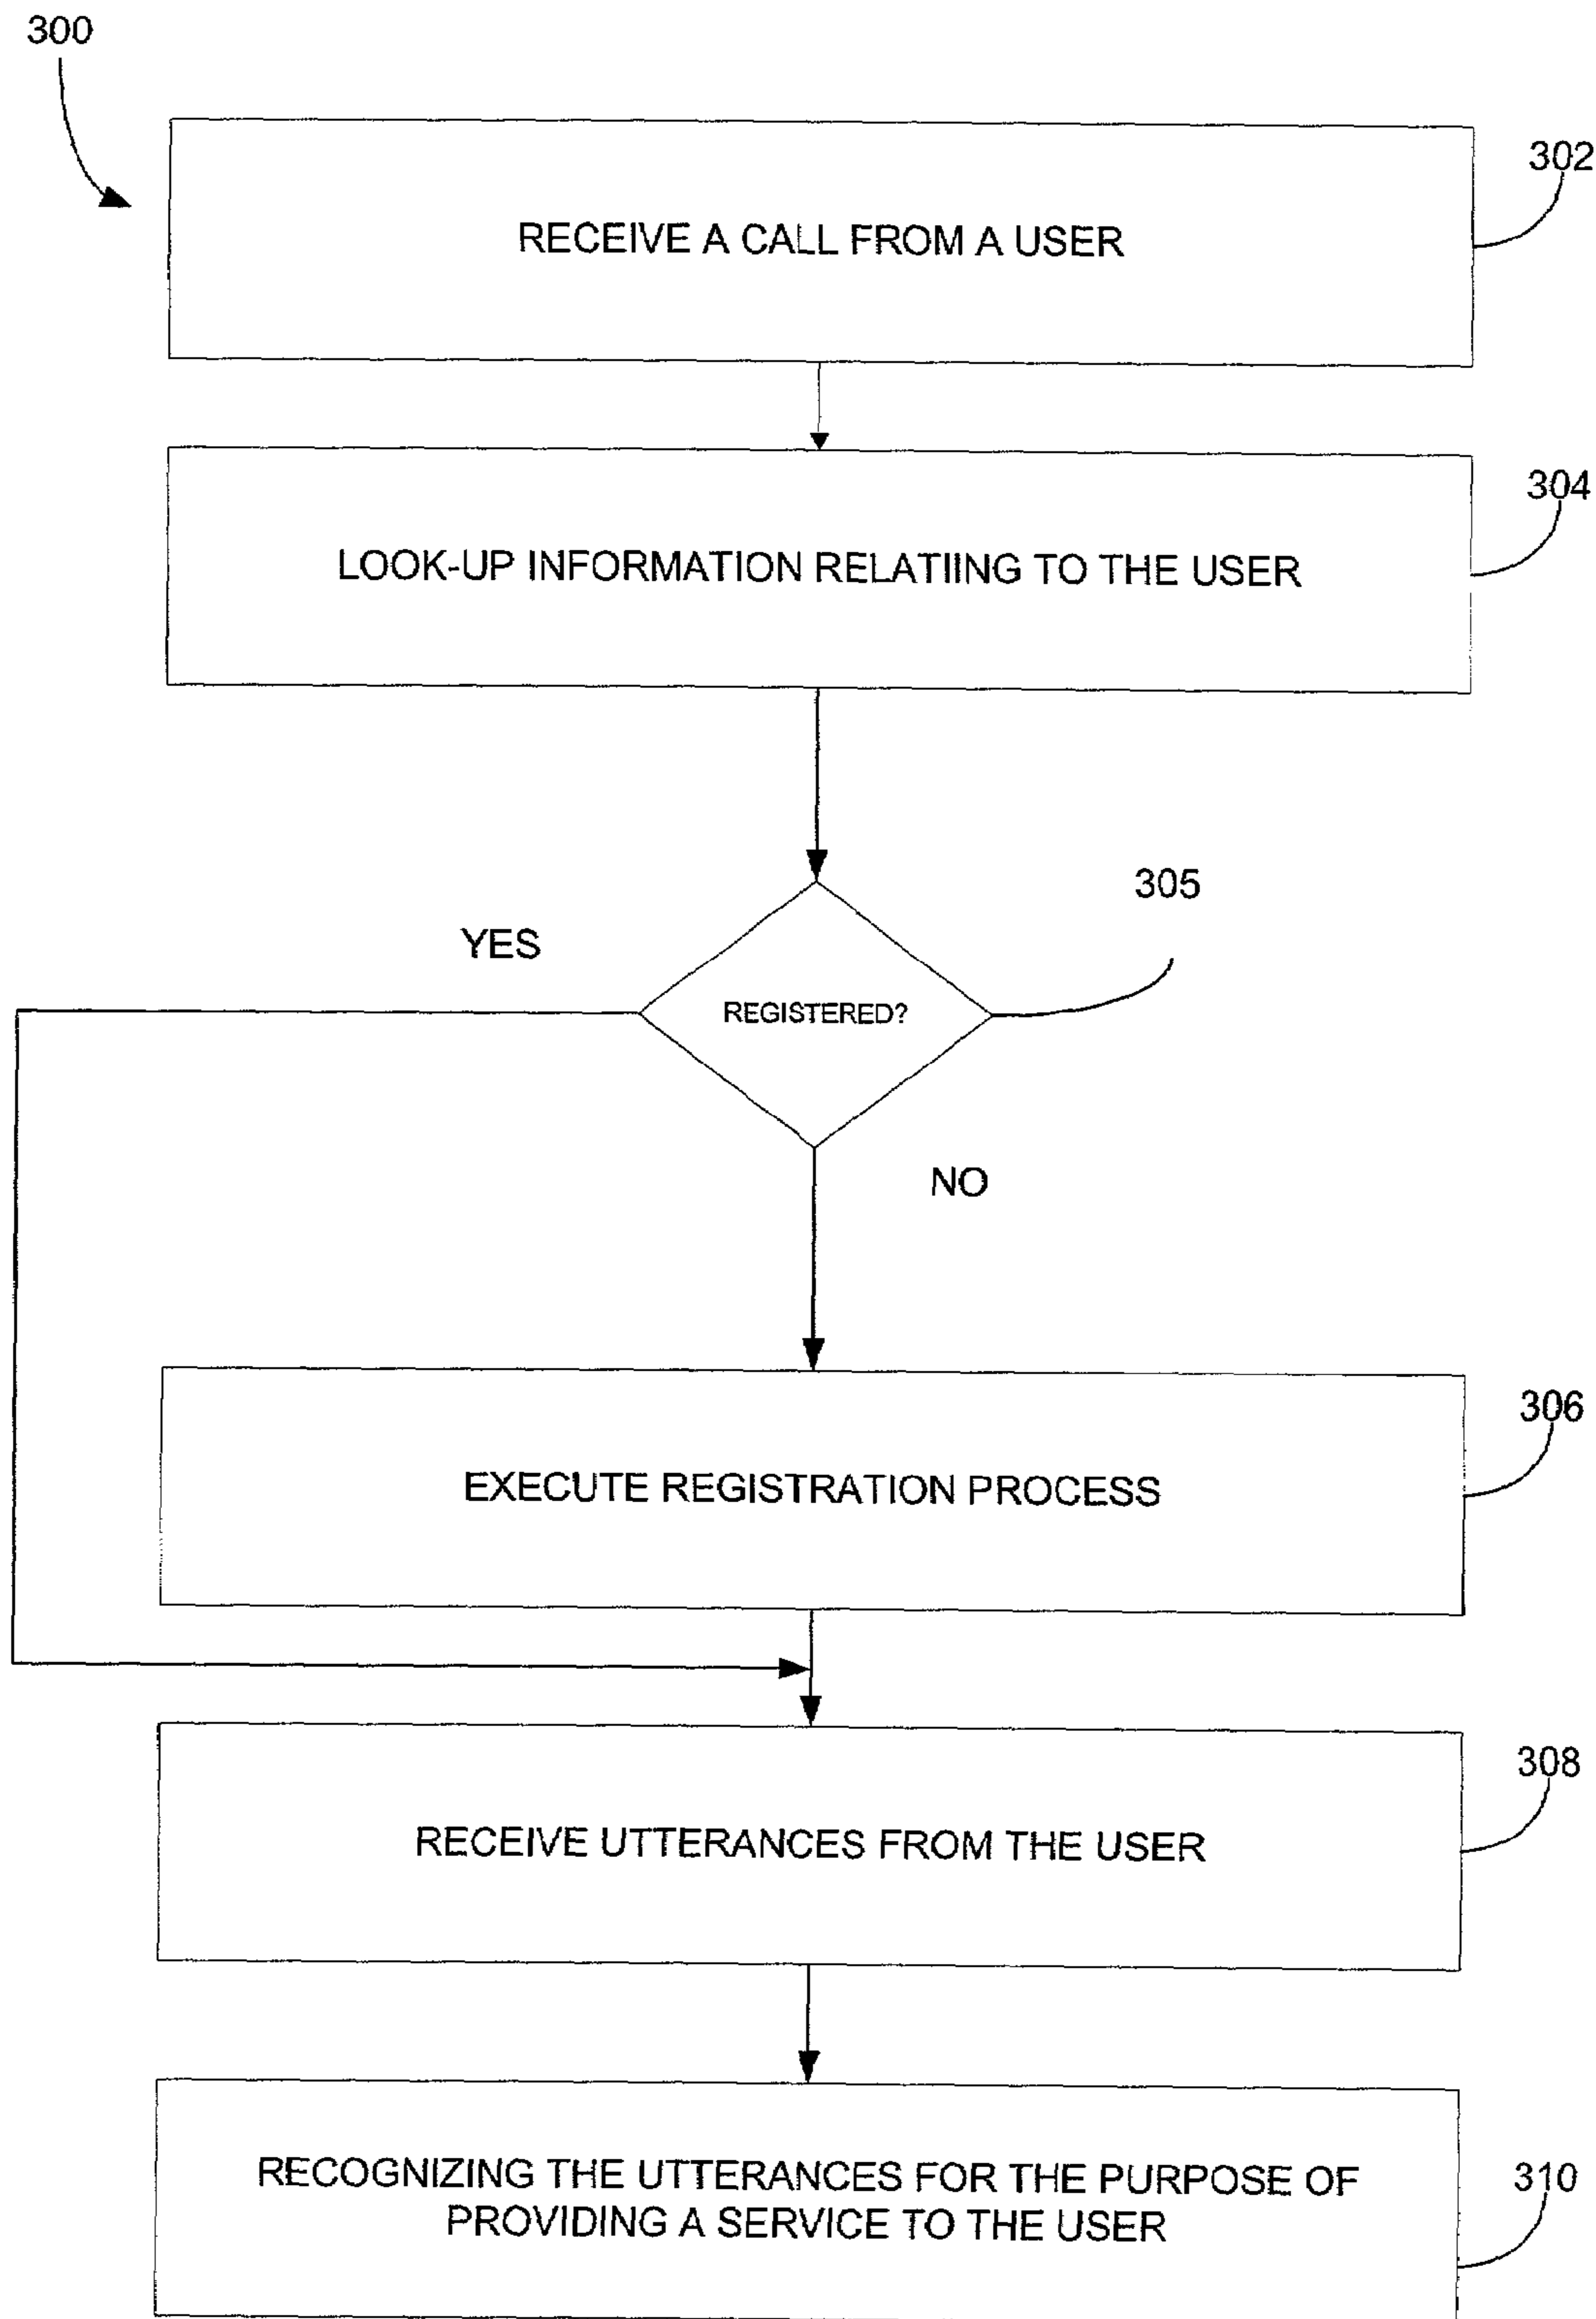 300
302
RECEIVE A CALL FROM A USER
304
LOOK-UP INFORMATION RELATIING TO THE USER
305
YES
REGISTERED?
NO
306
EXECUTE REGISTRATION PROCESS
308
RECEIVE UTTERANCES FROM THE USER
310
RECOGNIZING THE UTTERANCES FOR THE PURPOSE OF
PROVIDING A SERVICE TO THE USER